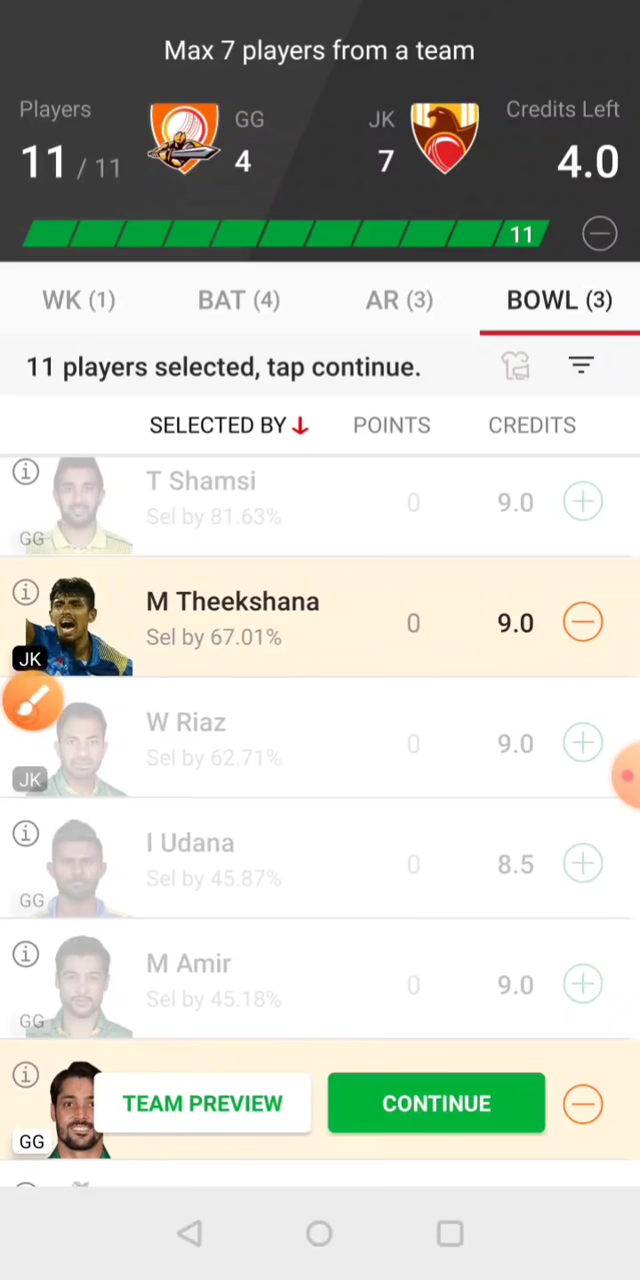 Max 7 players from a team
Players GG JK Credits Left
11 / 11 4 7 4.0
11
WK (1) BAT (4) AR (3) BOWL (3)
11 players selected, tap continue.
SELECTED BY POINTS CREDITS
T Shamsi
Sel by 81.63% 0 9.0
GG
M Theekshana
Sel by 67.01% 0 9.0
JK
W Riaz
Sel by 62.71% 0 9.0
JK
I Udana
Sel by 45.87% 0 8.5
GG
M Amir
Sel by 45.18% 0 9.0
GG
TEAM PREVIEW CONTINUE
GG